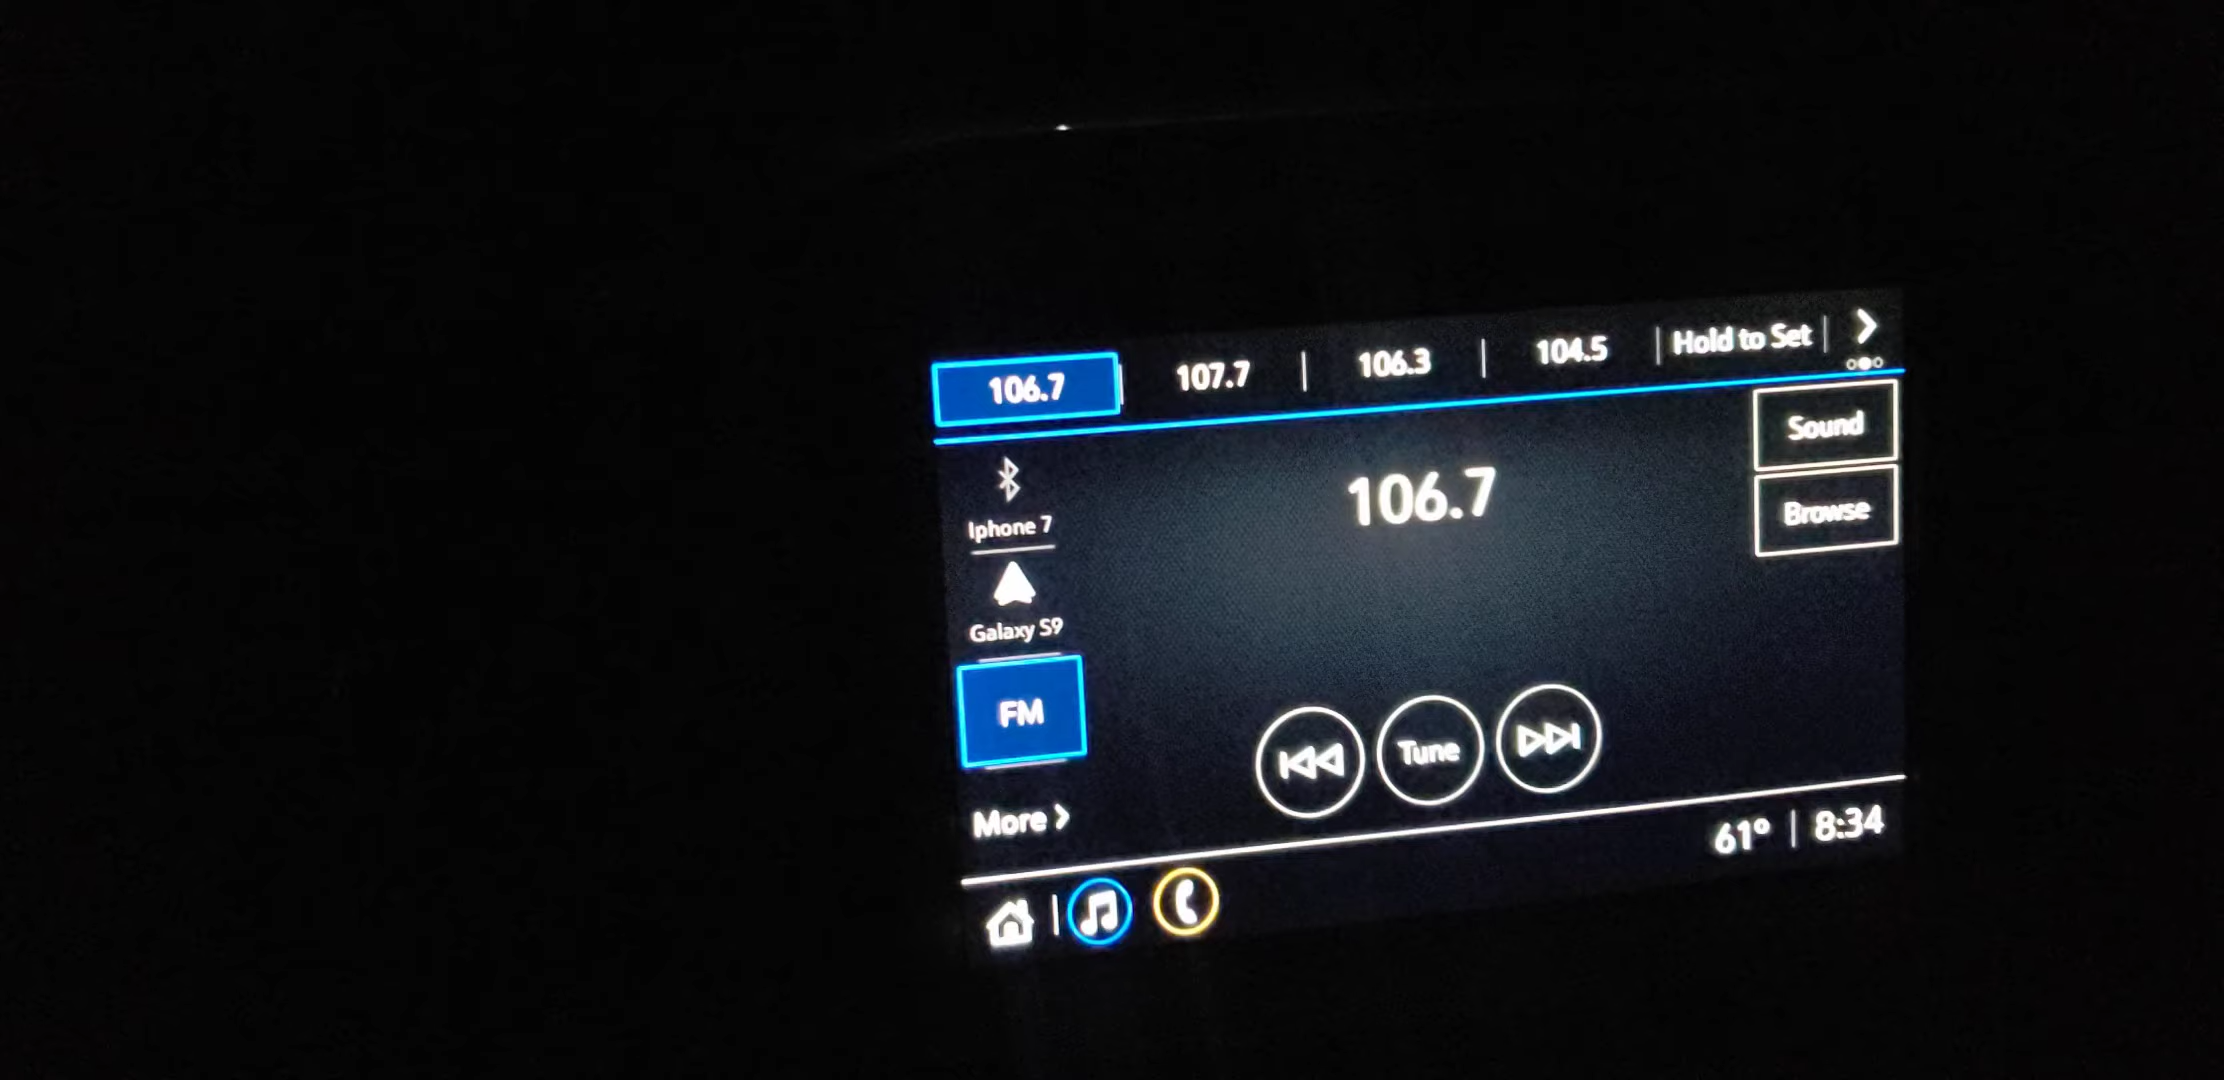 106.7 | 107.7 | 106.3 | 104.5 | Hold to Set |
Sound
106.7
Browse
Iphone 7
Galaxy S9
FM
Tune
More
61° | 8:34